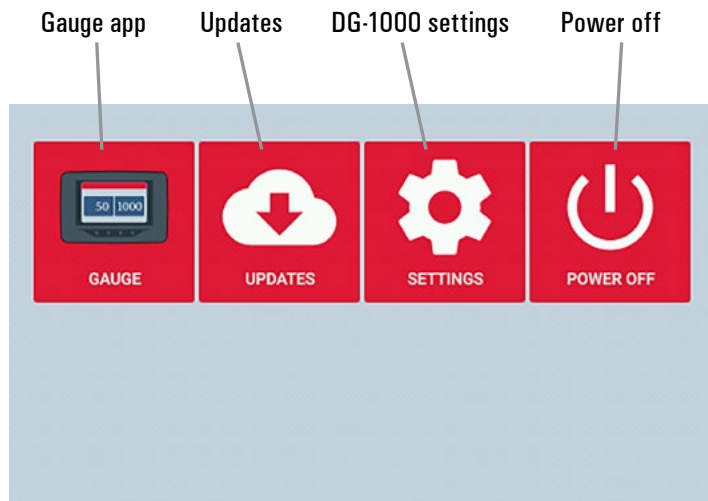 Gauge app Updates DG-1000 settings Power off
50 1000
GAUGE UPDATES SETTINGS POWER OFF